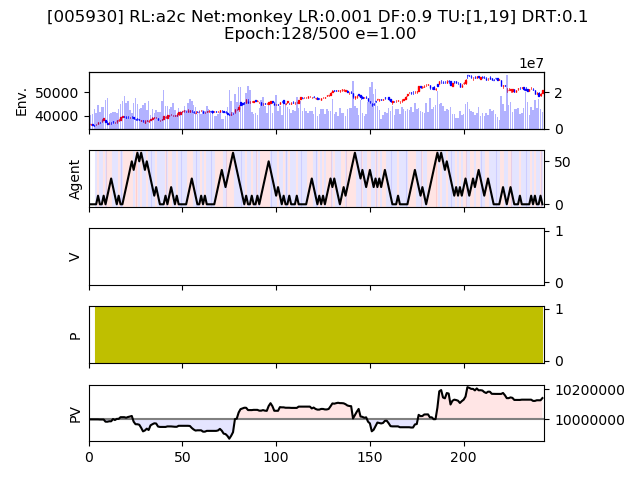 [005930] RL:a2c Net:monkey LR:0.001 DF:0.9 TU:[1,19] DRT:0.1
Epoch:128/500 e=1.00
1e7
Env.
50000
40000
2
0
Agent
50
0
V
1
0
P
1
0
PV
10200000
10000000
0 50 100 150 200